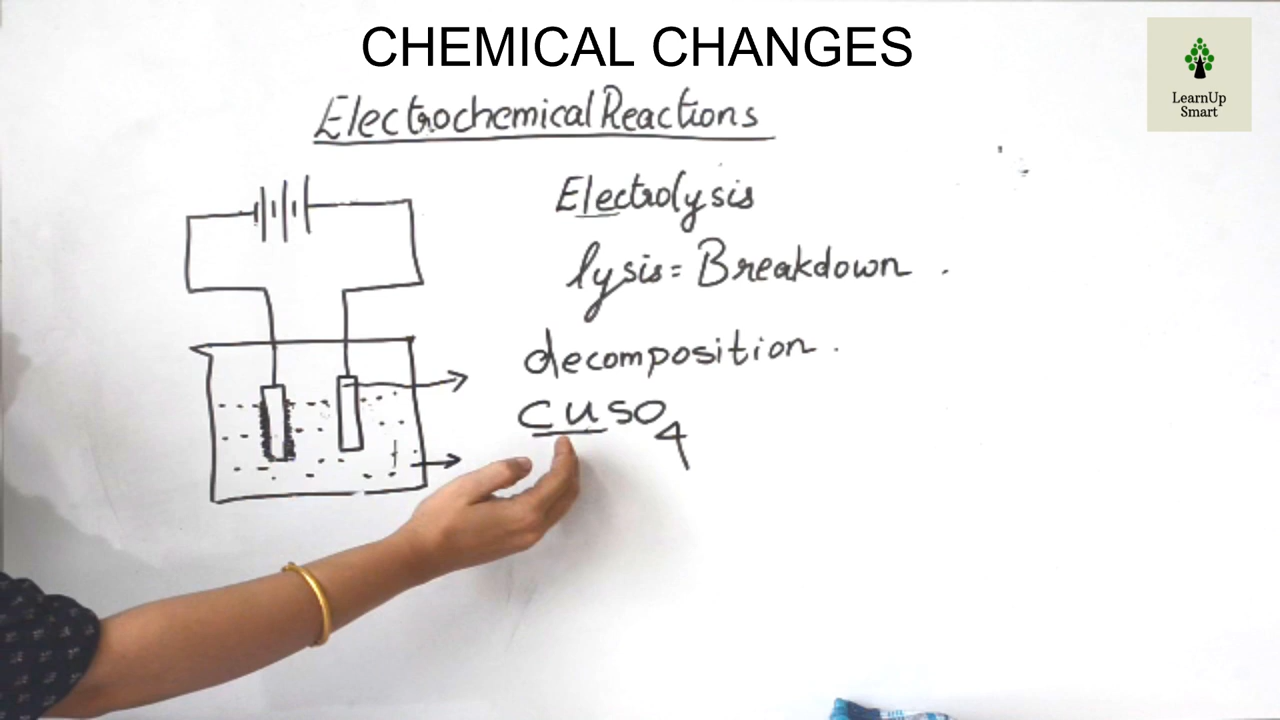 CHEMICAL CHANGES
LearnUp
Smart
Electrochemical Reactions
Electrolysis
lysis = Breakdown .
decomposition .
CUSO4